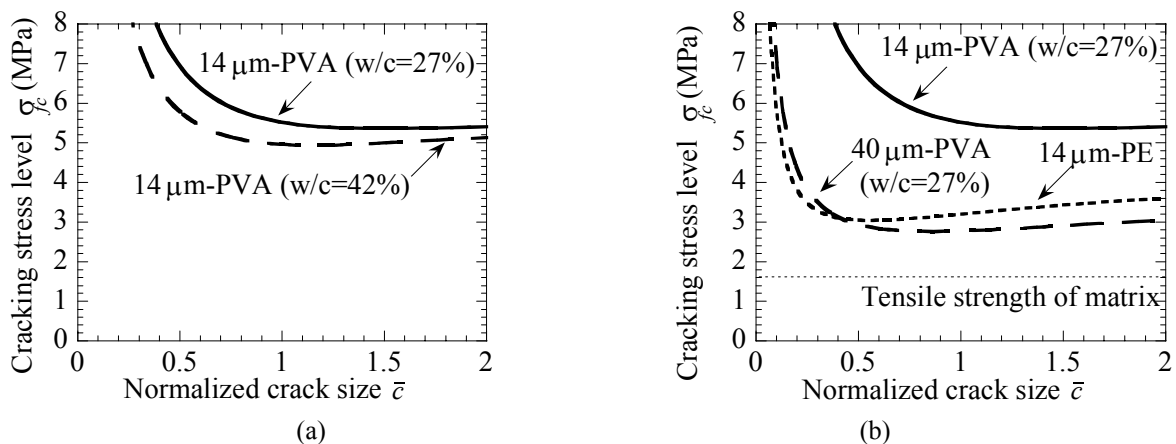 Cracking stress level σfc (MPa)
8
7
6
5
4
3
2
1
0
14 μm-PVA (w/c=27%)
14 μm-PVA (w/c=42%)
0 0.5 1 1.5 2
Normalized crack size c̄
(a)
Cracking stress level σfc (MPa)
8
7
6
5
4
3
2
1
0
14 μm-PVA (w/c=27%)
40 μm-PVA
(w/c=27%)
14 μm-PE
Tensile strength of matrix
0 0.5 1 1.5 2
Normalized crack size c̄
(b)